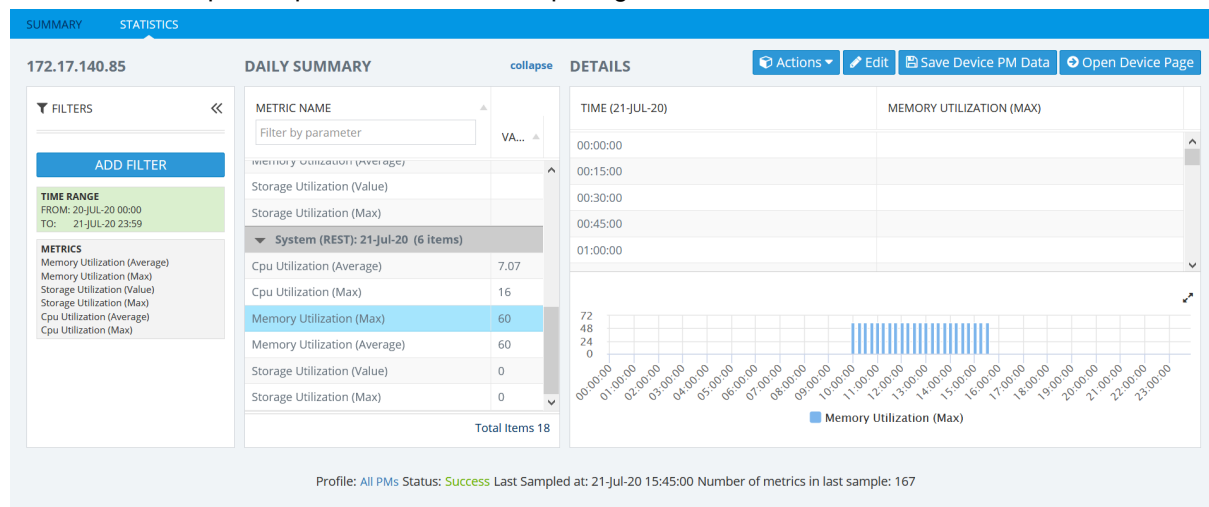 SUMMARY STATISTICS
172.17.140.85
DAILY SUMMARY collapse
DETAILS
Actions Edit Save Device PM Data Open Device Page
FILTERS
ADD FILTER
TIME RANGE
FROM: 20-JUL-20 00:00
TO: 21-JUL-20 23:59
METRICS
Memory Utilization (Average)
Memory Utilization (Max)
Storage Utilization (Value)
Storage Utilization (Max)
Cpu Utilization (Average)
Cpu Utilization (Max)
METRIC NAME
Filter by parameter
VA...
Memory Utilization (Average)
Storage Utilization (Value)
Storage Utilization (Max)
System (REST): 21-Jul-20 (6 items)
Cpu Utilization (Average) 7.07
Cpu Utilization (Max) 16
Memory Utilization (Max) 60
Memory Utilization (Average) 60
Storage Utilization (Value) 0
Storage Utilization (Max) 0
Total Items 18
TIME (21-JUL-20) MEMORY UTILIZATION (MAX)
00:00:00
00:15:00
00:30:00
00:45:00
01:00:00
72
48
24
0
00:00:00 01:00:00 02:00:00 03:00:00 04:00:00 05:00:00 06:00:00 07:00:00 08:00:00 09:00:00 10:00:00 11:00:00 12:00:00 13:00:00 14:00:00 15:00:00 16:00:00 17:00:00 18:00:00 19:00:00 20:00:00 21:00:00 22:00:00 23:00:00
Memory Utilization (Max)
Profile: All PMs Status: Success Last Sampled at: 21-Jul-20 15:45:00 Number of metrics in last sample: 167